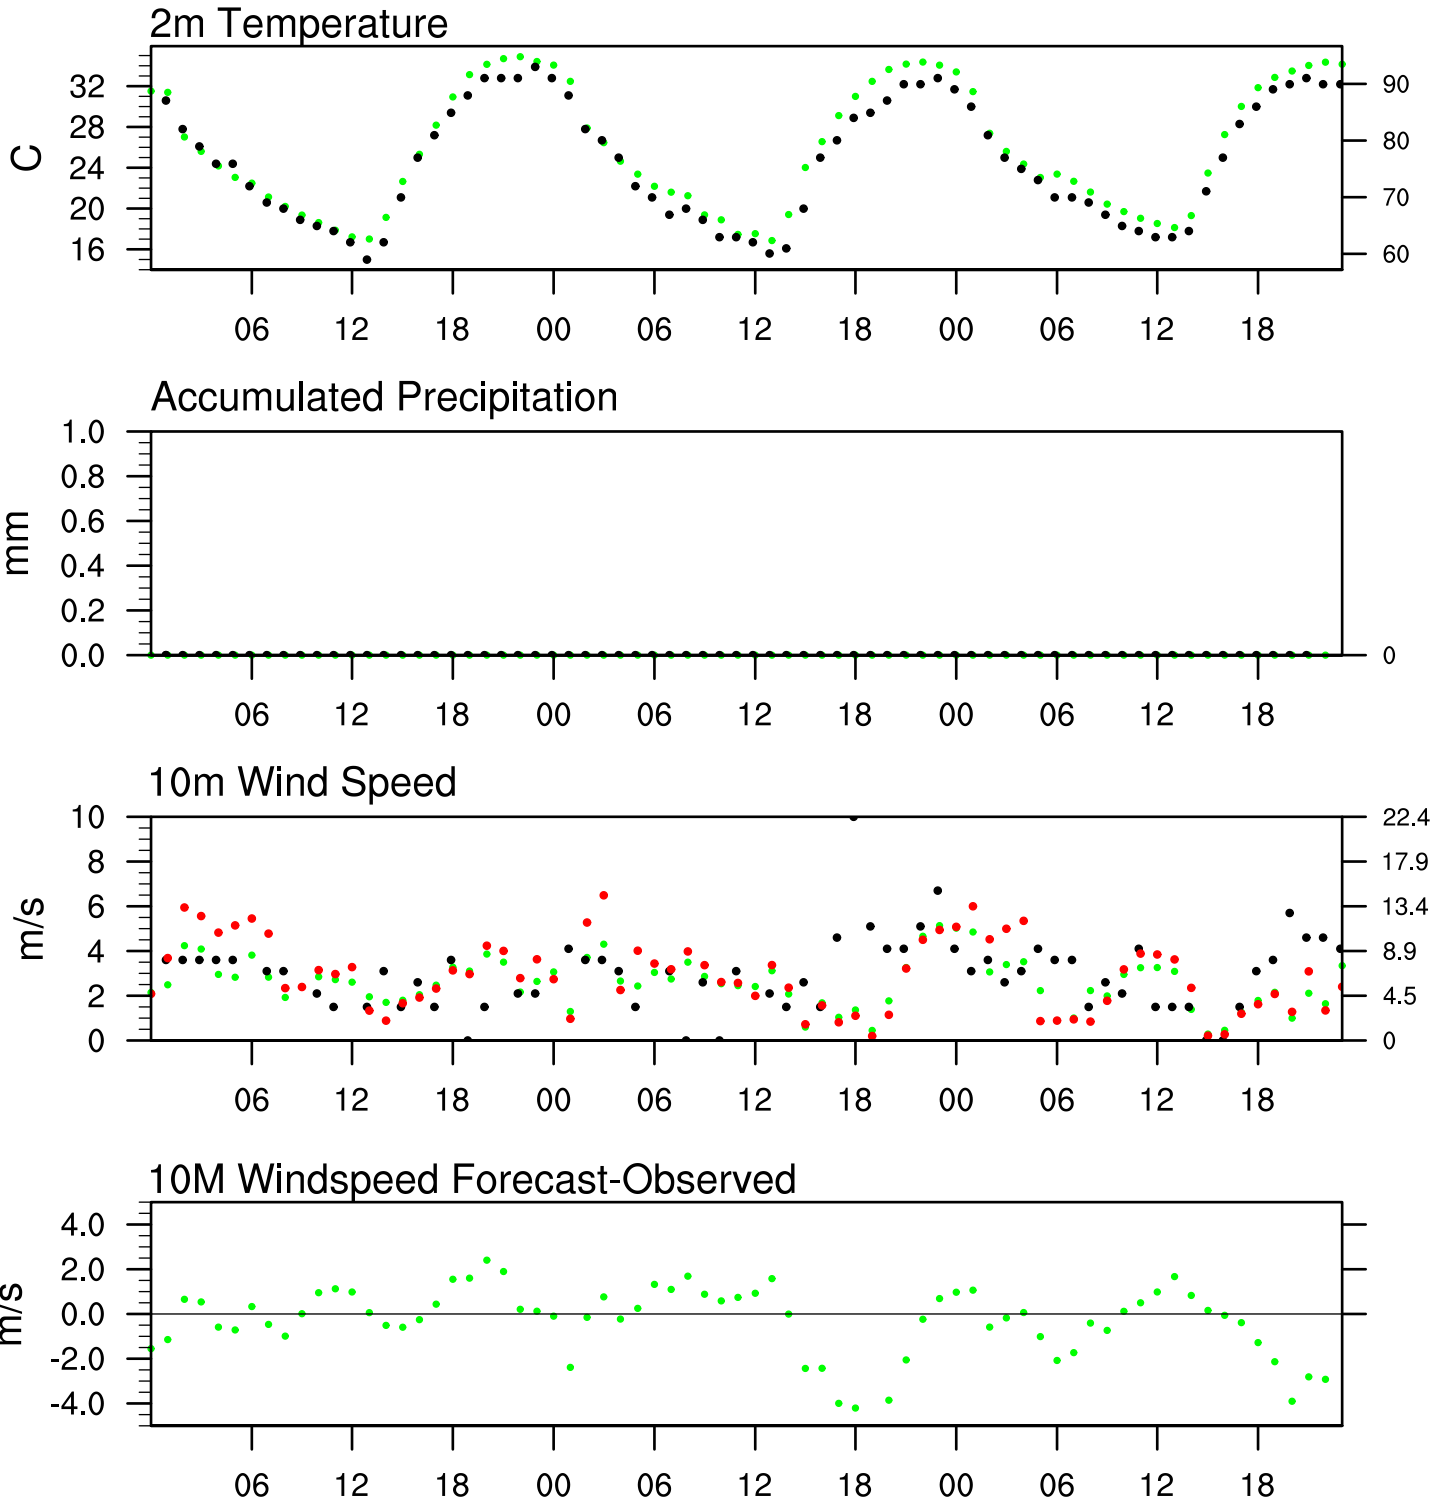 2m Temperature
32
28
24
20
16
C
90
80
70
60
06 12 18 00 06 12 18 00 06 12 18
Accumulated Precipitation
1.0
0.8
0.6
0.4
0.2
0.0
mm
0
06 12 18 00 06 12 18 00 06 12 18
10m Wind Speed
10
8
6
4
2
0
m/s
22.4
17.9
13.4
8.9
4.5
0
06 12 18 00 06 12 18 00 06 12 18
10M Windspeed Forecast-Observed
4.0
2.0
0.0
-2.0
-4.0
m/s
06 12 18 00 06 12 18 00 06 12 18